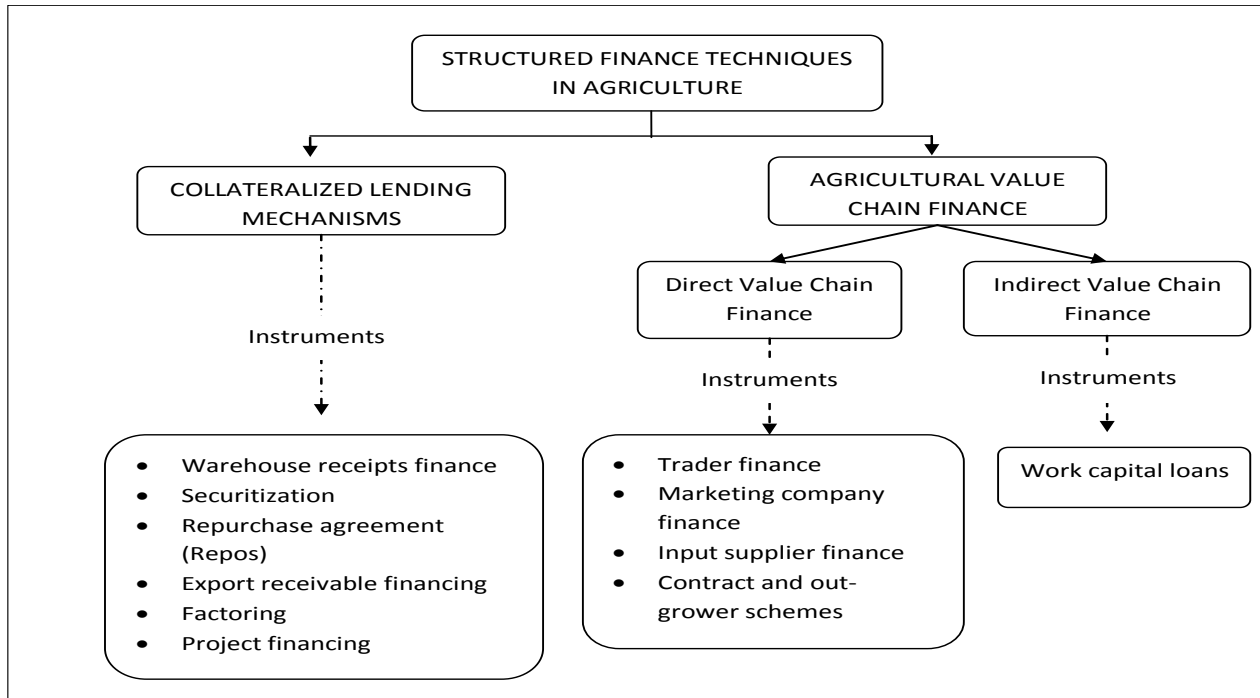 STRUCTURED FINANCE TECHNIQUES
IN AGRICULTURE
COLLATERALIZED LENDING
MECHANISMS
AGRICULTURAL VALUE
CHAIN FINANCE
Direct Value Chain
Finance
Indirect Value Chain
Finance
Instruments
Instruments
Instruments
• Warehouse receipts finance
• Securitization
• Repurchase agreement
(Repos)
• Export receivable financing
• Factoring
• Project financing
• Trader finance
• Marketing company
finance
• Input supplier finance
• Contract and out-
grower schemes
Work capital loans